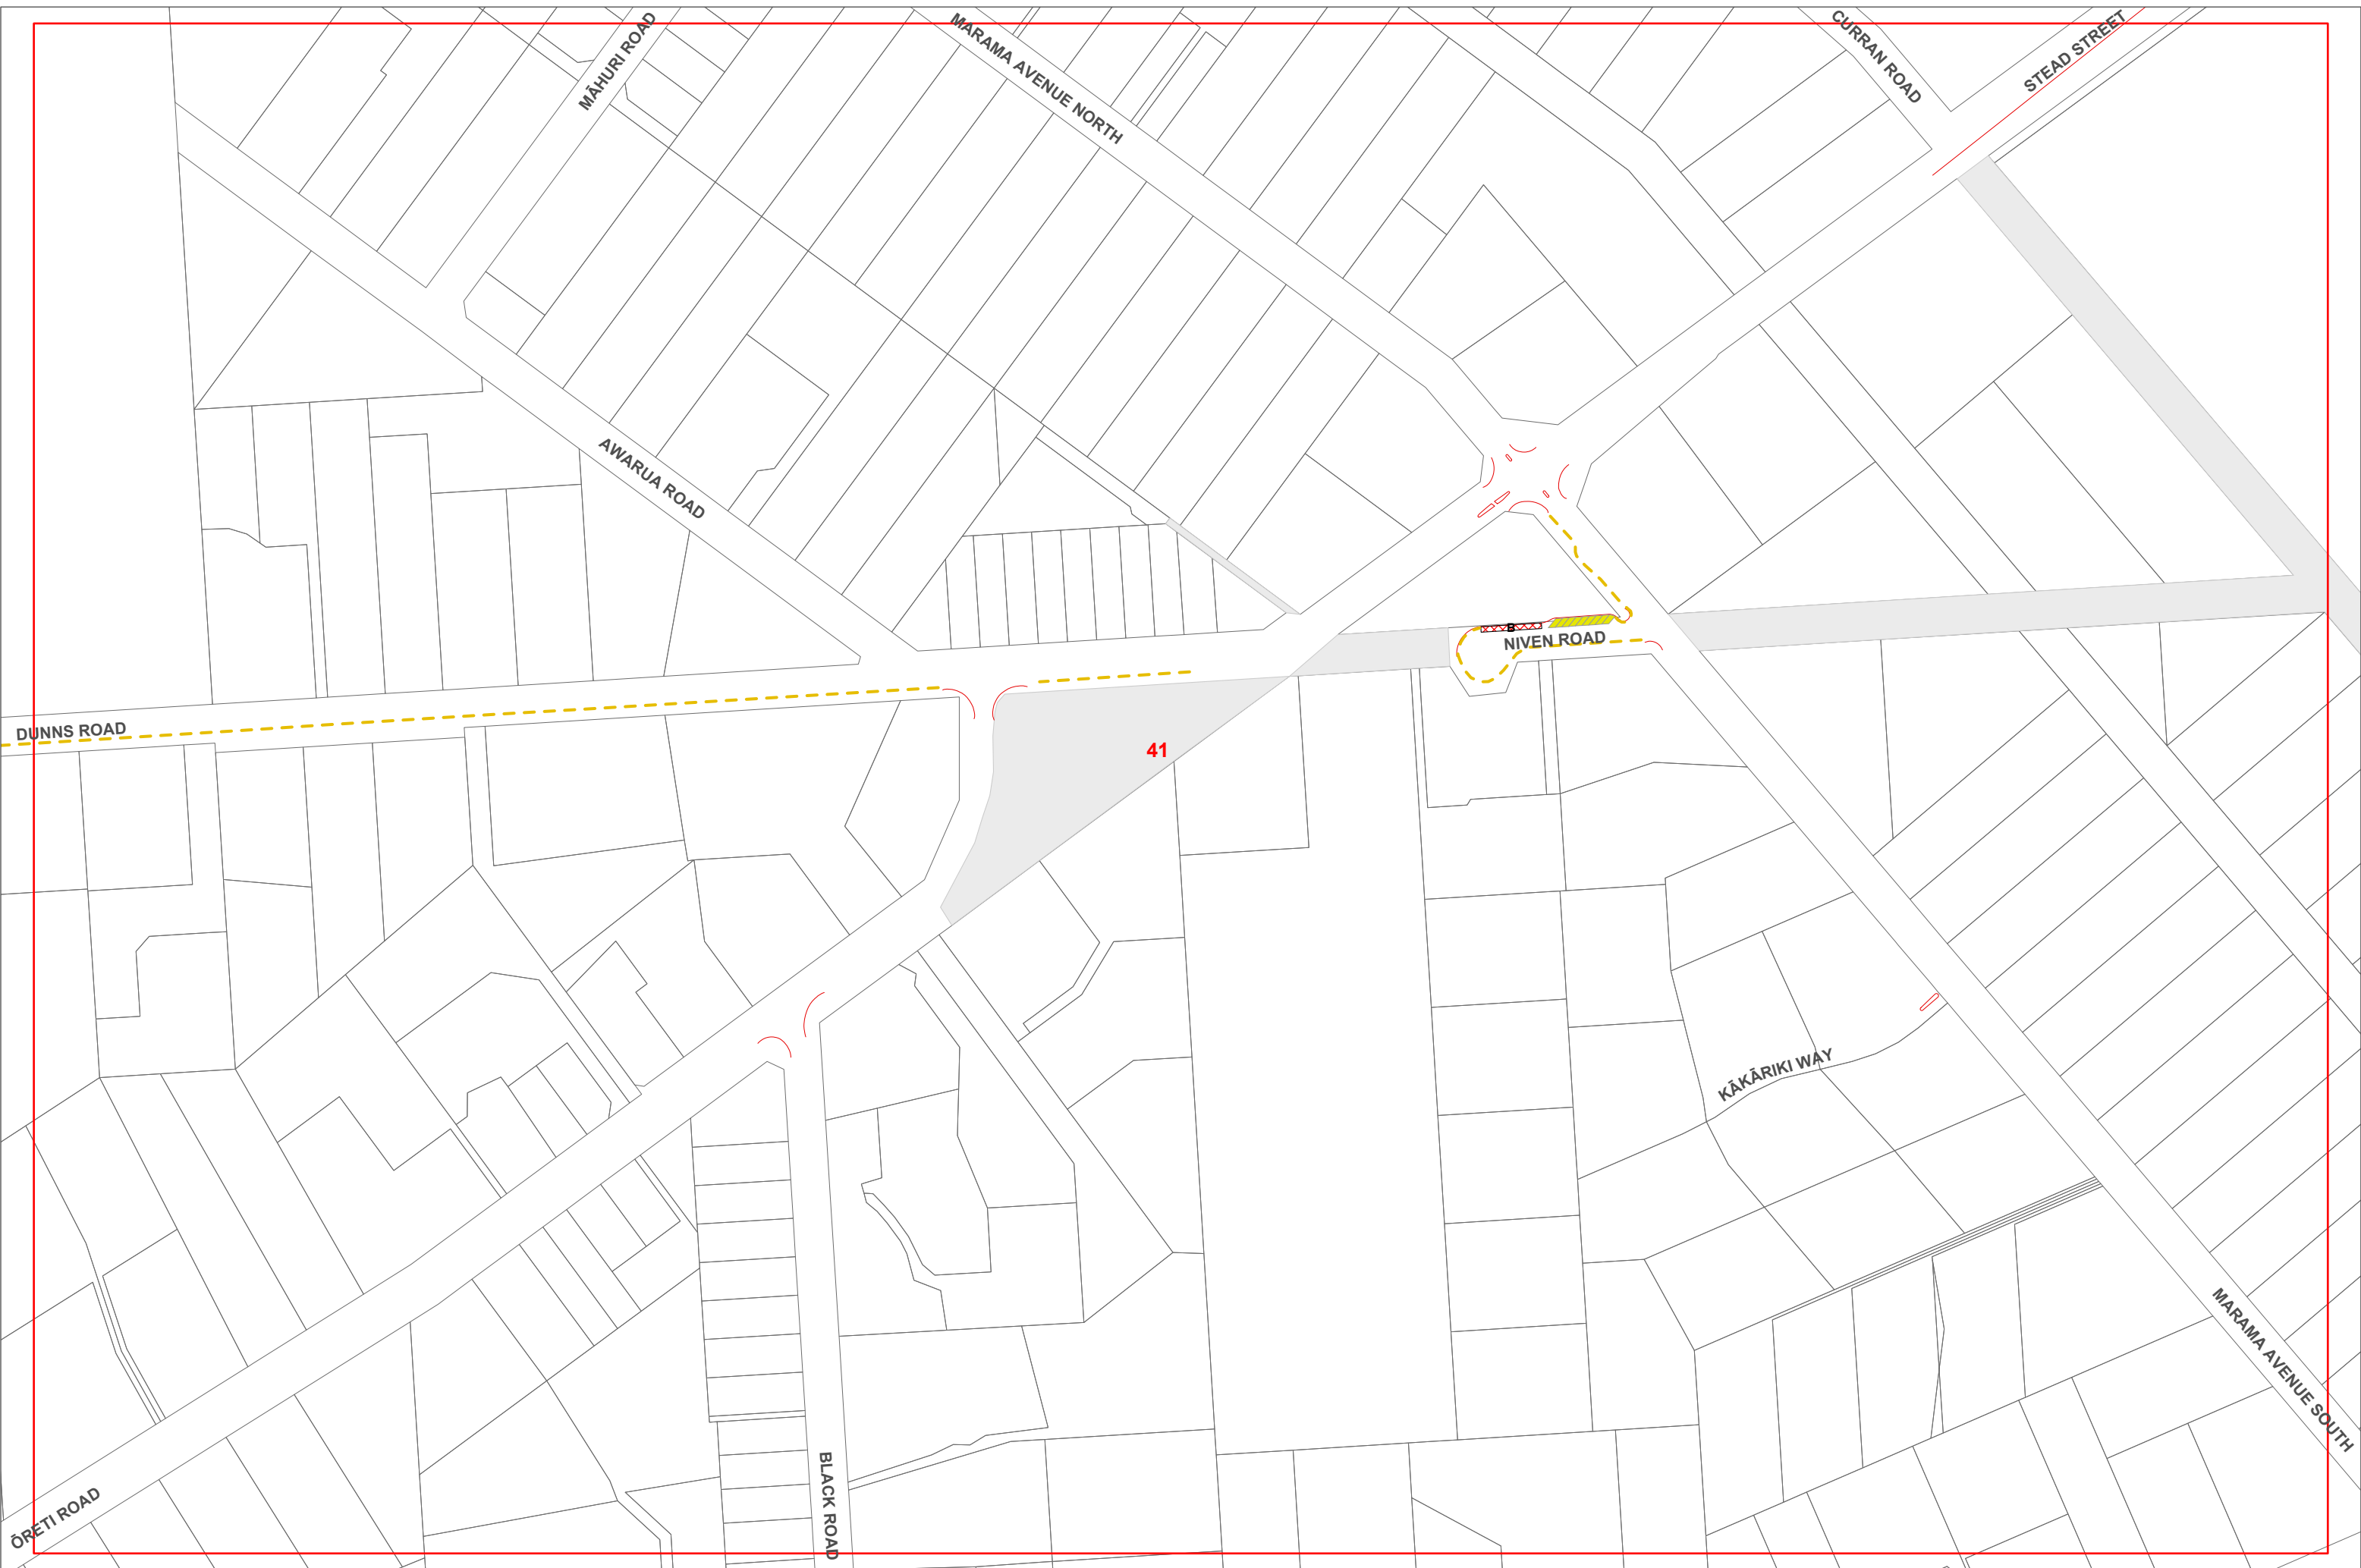 MĀHURI ROAD
MARAMA AVENUE NORTH
CURRAN ROAD
STEAD STREET
AWARUA ROAD
B
NIVEN ROAD
DUNNS ROAD
41
KĀKĀRIKI WAY
MARAMA AVENUE SOUTH
BLACK ROAD
ŌRETI ROAD